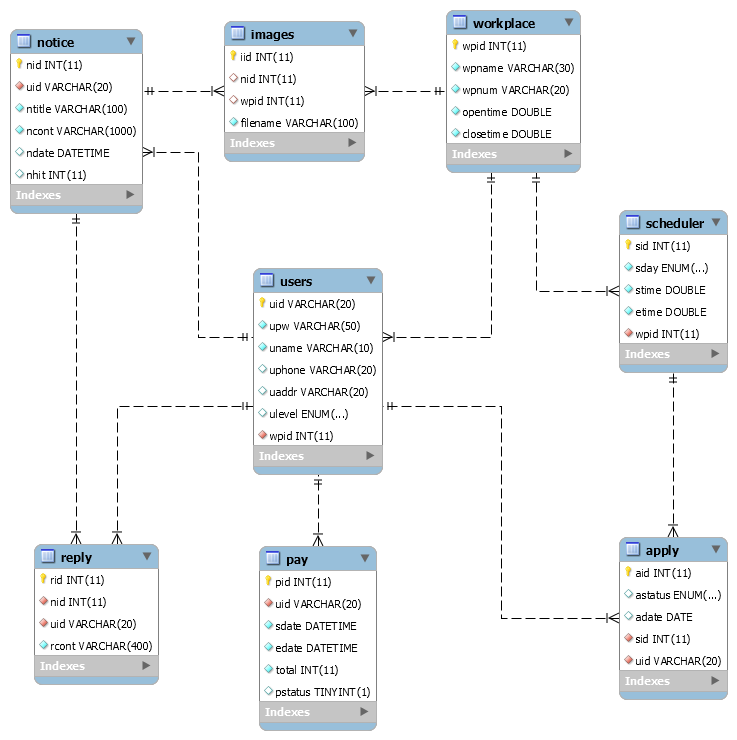 notice
nid INT(11)
uid VARCHAR(20)
ntitle VARCHAR(100)
ncont VARCHAR(1000)
ndate DATETIME
nhit INT(11)
Indexes
images
iid INT(11)
nid INT(11)
wpid INT(11)
filename VARCHAR(100)
Indexes
workplace
wpid INT(11)
wpname VARCHAR(30)
wpnum VARCHAR(20)
opentime DOUBLE
closetime DOUBLE
Indexes
scheduler
sid INT(11)
sday ENUM(...)
stime DOUBLE
etime DOUBLE
wpid INT(11)
Indexes
users
uid VARCHAR(20)
upw VARCHAR(50)
uname VARCHAR(10)
uphone VARCHAR(20)
uaddr VARCHAR(20)
ulevel ENUM(...)
wpid INT(11)
Indexes
reply
rid INT(11)
nid INT(11)
uid VARCHAR(20)
rcont VARCHAR(400)
Indexes
pay
pid INT(11)
uid VARCHAR(20)
sdate DATETIME
edate DATETIME
total INT(11)
pstatus TINYINT(1)
Indexes
apply
aid INT(11)
astatus ENUM(...)
adate DATE
sid INT(11)
uid VARCHAR(20)
Indexes